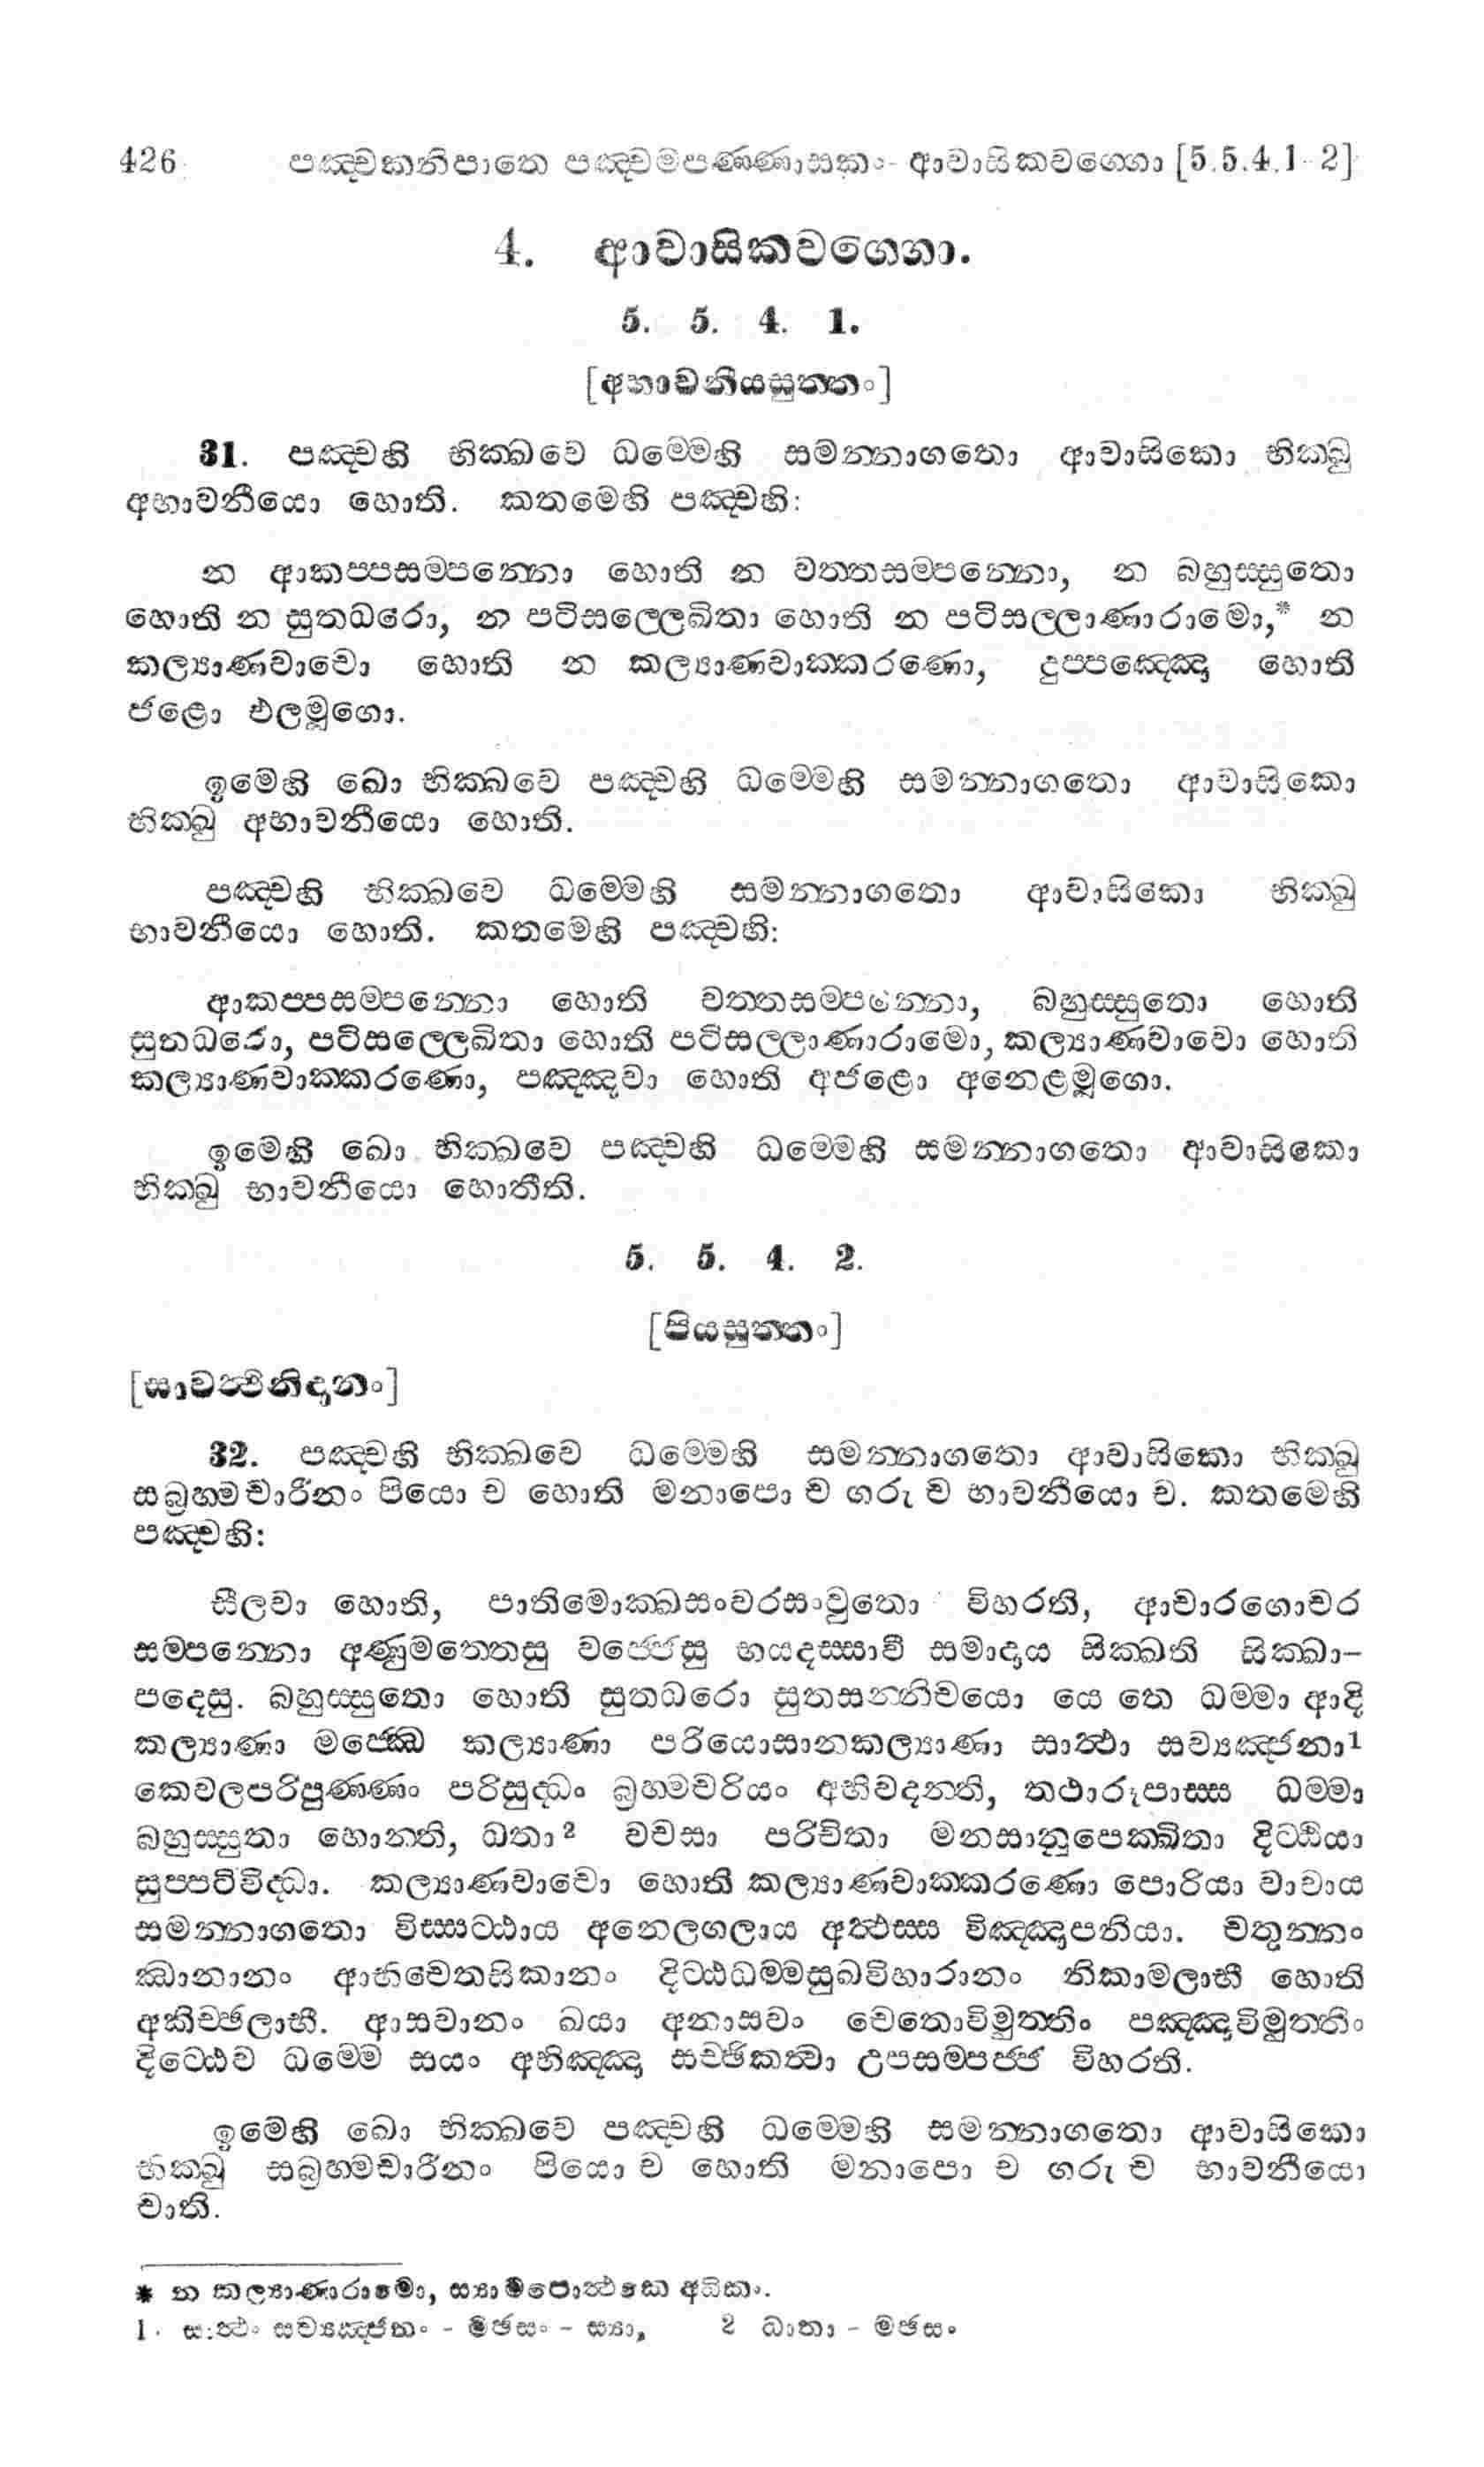 426 පඤ්චකනිපාතෙ පඤ්චමපණ්ණාසකං- ආවාසිකවග්ගො [5.5.4.1-2]
4. ආවාසිකවග්ගො.
5. 5. 4. 1.
[අභාවනීයසුත්තං]
31. පඤ්චහි භික්ඛවෙ ධම්මෙහි සමන්නාගතො ආවාසිකො භික්ඛු
අභාවනීයො හොති. කතමෙහි පඤ්චහි:
න ආකප්පසම්පන්නො හොති න වත්තසම්පන්නො, න බහුස්සුතො
හොති න සුතධරො, න පටිසල්ලෙඛිතා හොති න පටිසල්ලාණාරාමො,* න
කල්‍යාණවාචො හොති න කල්‍යාණවාක්කරණො, දුප්පඤ්ඤො හොති
ජළො එලමූගො.
ඉමෙහි ඛො භික්ඛවෙ පඤ්චහි ධම්මෙහි සමන්නාගතො ආවාසිකො
භික්ඛු අභාවනීයො හොති.
පඤ්චහි භික්ඛවෙ ධම්මෙහි සමන්නාගතො ආවාසිකො භික්ඛු
භාවනීයො හොති. කතමෙහි පඤ්චහි:
ආකප්පසම්පන්නො හොති වත්තසම්පන්නො, බහුස්සුතො හොති
සුතධරො, පටිසල්ලෙඛිතා හොති පටිසල්ලාණාරාමො, කල්‍යාණවාචො හොති
කල්‍යාණවාක්කරණො, පඤ්ඤවා හොති අජළො අනෙළමූගො.
ඉමෙහි ඛො භික්ඛවෙ පඤ්චහි ධම්මෙහි සමන්නාගතො ආවාසිකො
භික්ඛු භාවනීයො හොතීති.
5. 5. 4. 2.
[පියසුත්තං]
[සාවත්ථිනිදානං]
32. පඤ්චහි භික්ඛවෙ ධම්මෙහි සමන්නාගතො ආවාසිකො භික්ඛු
සබ්‍රහ්මචාරීනං පියො ච හොති මනාපො ච ගරු ච භාවනීයො ච. කතමෙහි
පඤ්චහි:
සීලවා හොති, පාතිමොක්ඛසංවරසංවුතො විහරති, ආචාරගොචර
සම්පන්නො අණුමත්තෙසු වජ්ජෙසු භයදස්සාවී සමාදාය සික්ඛති සික්ඛා-
පදෙසු. බහුස්සුතො හොති සුතධරො සුතසන්නිචයො යෙ තෙ ධම්මා ආදි
කල්‍යාණා මජ්ඣෙ කල්‍යාණා පරියොසානකල්‍යාණා සාත්ථා සව්‍යඤ්ජනා1
කෙවලපරිපුණ්ණං පරිසුද්ධං බ්‍රහ්මචරියං අභිවදන්ති, තථාරූපාස්ස ධම්මා
බහුස්සුතා හොන්ති, ධතා2 වචසා පරිචිතා මනසානුපෙක්ඛිතා දිට්ඨියා
සුප්පටිවිද්ධා. කල්‍යාණවාචො හොති කල්‍යාණවාක්කරණො පොරියා වාචාය
සමන්නාගතො විස්සට්ඨාය අනෙලගලාය අත්ථස්ස විඤ්ඤාපනියා. චතුන්නං
ඣානානං ආභිචෙතසිකානං දිට්ඨධම්මසුඛවිහාරානං නිකාමලාභී හොති
අකිච්ඡලාභී. ආසවානං ඛයා අනාසවං චෙතොවිමුත්තිං පඤ්ඤාවිමුත්තිං
දිට්ඨෙව ධම්මෙ සයං අභිඤ්ඤා සච්ඡිකත්වා උපසම්පජ්ජ විහරති.
ඉමෙහි ඛො භික්ඛවෙ පඤ්චහි ධම්මෙහි සමන්නාගතො ආවාසිකො
භික්ඛු සබ්‍රහ්මචාරීනං පියො ච හොති මනාපො ච ගරු ච භාවනීයො
චාති.
* න කල්‍යාණාරාමො, ස්‍යාමපොත්ථකෙ අධිකං.
1. සාත්ථං සව්‍යඤ්ජනං - මඡසං - ස්‍යා, 2 ධාතා - මඡසං